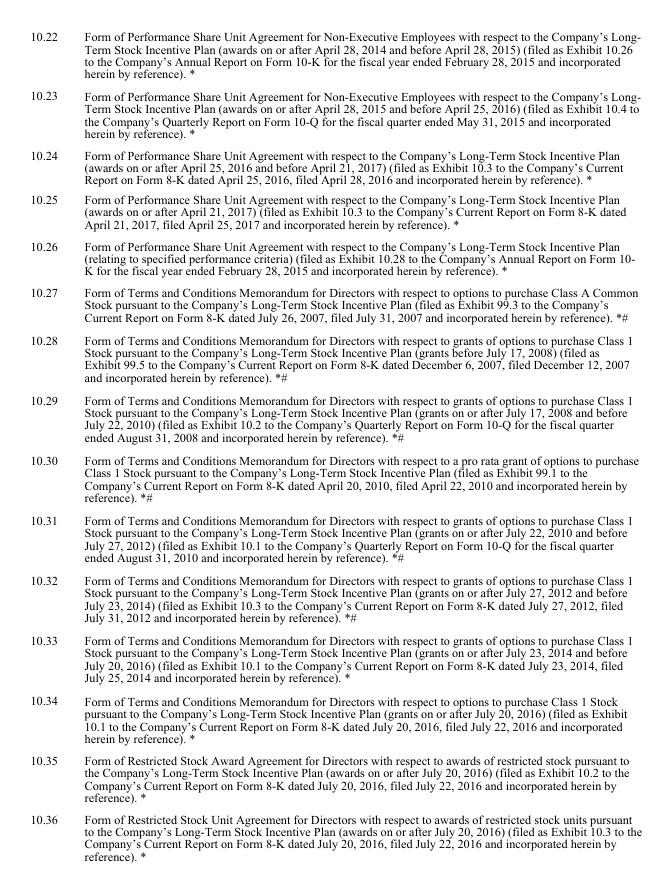 10.22 Form of Performance Share Unit Agreement for Non-Executive Employees with respect to the Company's Long-
Term Stock Incentive Plan (awards on or after April 28, 2014 and before April 28, 2015) (filed as Exhibit 10.26
to the Company's Annual Report on Form 10-K for the fiscal year ended February 28, 2015 and incorporated
herein by reference). *
10.23 Form of Performance Share Unit Agreement for Non-Executive Employees with respect to the Company's Long-
Term Stock Incentive Plan (awards on or after April 28, 2015 and before April 25, 2016) (filed as Exhibit 10.4 to
the Company's Quarterly Report on Form 10-Q for the fiscal quarter ended May 31, 2015 and incorporated
herein by reference). *
10.24 Form of Performance Share Unit Agreement with respect to the Company's Long-Term Stock Incentive Plan
(awards on or after April 25, 2016 and before April 21, 2017) (filed as Exhibit 10.3 to the Company's Current
Report on Form 8-K dated April 25, 2016, filed April 28, 2016 and incorporated herein by reference). *
10.25 Form of Performance Share Unit Agreement with respect to the Company's Long-Term Stock Incentive Plan
(awards on or after April 21, 2017) (filed as Exhibit 10.3 to the Company's Current Report on Form 8-K dated
April 21, 2017, filed April 25, 2017 and incorporated herein by reference). *
10.26 Form of Performance Share Unit Agreement with respect to the Company's Long-Term Stock Incentive Plan
(relating to specified performance criteria) (filed as Exhibit 10.28 to the Company's Annual Report on Form 10-
K for the fiscal year ended February 28, 2015 and incorporated herein by reference). *
10.27 Form of Terms and Conditions Memorandum for Directors with respect to options to purchase Class A Common
Stock pursuant to the Company's Long-Term Stock Incentive Plan (filed as Exhibit 99.3 to the Company's
Current Report on Form 8-K dated July 26, 2007, filed July 31, 2007 and incorporated herein by reference). *#
10.28 Form of Terms and Conditions Memorandum for Directors with respect to grants of options to purchase Class 1
Stock pursuant to the Company's Long-Term Stock Incentive Plan (grants before July 17, 2008) (filed as
Exhibit 99.5 to the Company's Current Report on Form 8-K dated December 6, 2007, filed December 12, 2007
and incorporated herein by reference). *#
10.29 Form of Terms and Conditions Memorandum for Directors with respect to grants of options to purchase Class 1
Stock pursuant to the Company's Long-Term Stock Incentive Plan (grants on or after July 17, 2008 and before
July 22, 2010) (filed as Exhibit 10.2 to the Company's Quarterly Report on Form 10-Q for the fiscal quarter
ended August 31, 2008 and incorporated herein by reference). *#
10.30 Form of Terms and Conditions Memorandum for Directors with respect to a pro rata grant of options to purchase
Class 1 Stock pursuant to the Company's Long-Term Stock Incentive Plan (filed as Exhibit 99.1 to the
Company's Current Report on Form 8-K dated April 20, 2010, filed April 22, 2010 and incorporated herein by
reference). *#
10.31 Form of Terms and Conditions Memorandum for Directors with respect to grants of options to purchase Class 1
Stock pursuant to the Company's Long-Term Stock Incentive Plan (grants on or after July 22, 2010 and before
July 27, 2012) (filed as Exhibit 10.1 to the Company's Quarterly Report on Form 10-Q for the fiscal quarter
ended August 31, 2010 and incorporated herein by reference). *#
10.32 Form of Terms and Conditions Memorandum for Directors with respect to grants of options to purchase Class 1
Stock pursuant to the Company's Long-Term Stock Incentive Plan (grants on or after July 27, 2012 and before
July 23, 2014) (filed as Exhibit 10.3 to the Company's Current Report on Form 8-K dated July 27, 2012, filed
July 31, 2012 and incorporated herein by reference). *#
10.33 Form of Terms and Conditions Memorandum for Directors with respect to grants of options to purchase Class 1
Stock pursuant to the Company's Long-Term Stock Incentive Plan (grants on or after July 23, 2014 and before
July 20, 2016) (filed as Exhibit 10.1 to the Company's Current Report on Form 8-K dated July 23, 2014, filed
July 25, 2014 and incorporated herein by reference). *
10.34 Form of Terms and Conditions Memorandum for Directors with respect to options to purchase Class 1 Stock
pursuant to the Company's Long-Term Stock Incentive Plan (grants on or after July 20, 2016) (filed as Exhibit
10.1 to the Company's Current Report on Form 8-K dated July 20, 2016, filed July 22, 2016 and incorporated
herein by reference). *
10.35 Form of Restricted Stock Award Agreement for Directors with respect to awards of restricted stock pursuant to
the Company's Long-Term Stock Incentive Plan (awards on or after July 20, 2016) (filed as Exhibit 10.2 to the
Company's Current Report on Form 8-K dated July 20, 2016, filed July 22, 2016 and incorporated herein by
reference). *
10.36 Form of Restricted Stock Unit Agreement for Directors with respect to awards of restricted stock units pursuant
to the Company's Long-Term Stock Incentive Plan (awards on or after July 20, 2016) (filed as Exhibit 10.3 to the
Company's Current Report on Form 8-K dated July 20, 2016, filed July 22, 2016 and incorporated herein by
reference). *